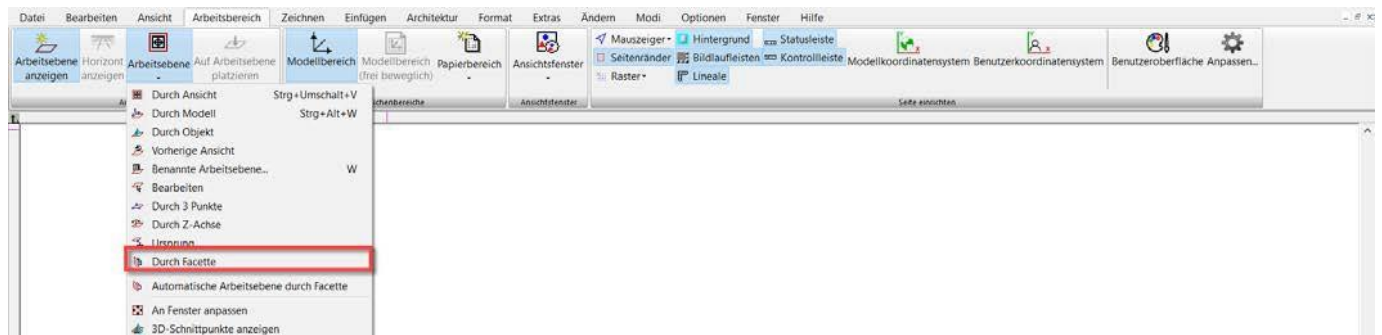 Datei Bearbeiten Ansicht Arbeitsbereich Zeichnen Einfügen Architektur Format Extras Ändern Modi Optionen Fenster Hilfe
Arbeitsebene anzeigen
Horizont anzeigen
Arbeitsebene
Auf Arbeitsebene platzieren
Modellbereich
Modellbereich (frei beweglich)
Papierbereich
Ansichtsfenster
Mauszeiger
Seitenränder
Raster
Hintergrund
Bildlaufleisten
Lineale
Statusleiste
Kontrollleiste
Modellkoordinatensystem
Benutzerkoordinatensystem
Benutzeroberfläche
Anpassen...
Ansichtsfenster
Seite einrichten
Durch Ansicht Strg+Umschalt+V
Durch Modell Strg+Alt+W
Durch Objekt
Vorherige Ansicht
Benannte Arbeitsebene... W
Bearbeiten
Durch 3 Punkte
Durch Z-Achse
Ursprung
Durch Facette
Automatische Arbeitsebene durch Facette
An Fenster anpassen
3D-Schnittpunkte anzeigen